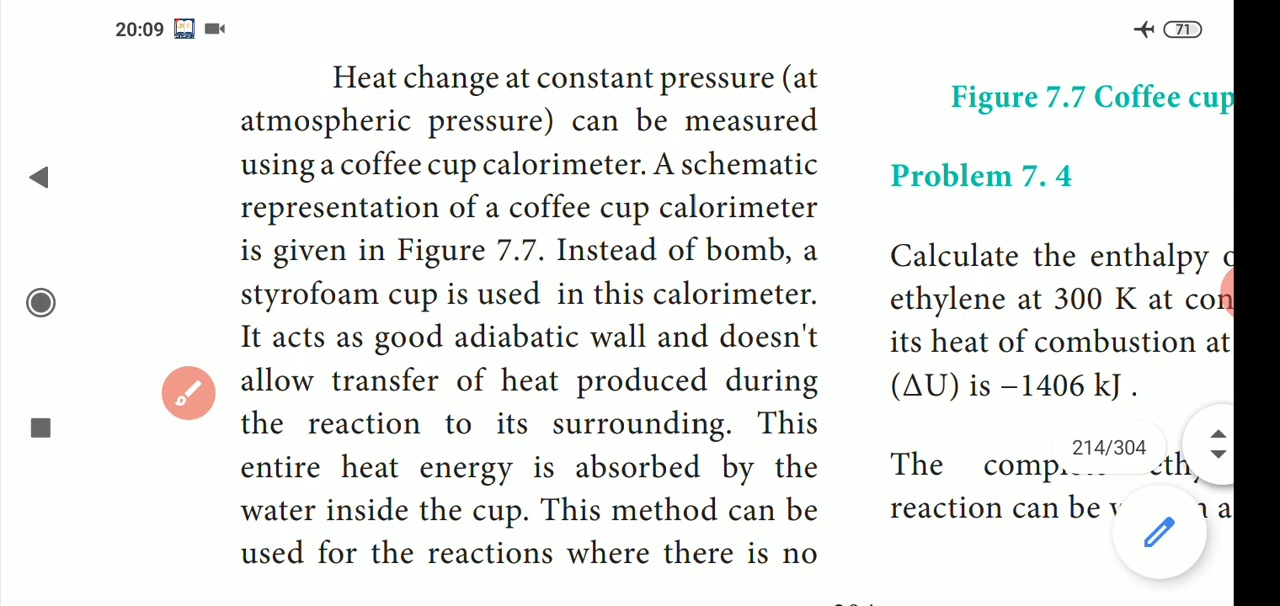 20:09
71
Heat change at constant pressure (at
atmospheric pressure) can be measured
using a coffee cup calorimeter. A schematic
representation of a coffee cup calorimeter
is given in Figure 7.7. Instead of bomb, a
styrofoam cup is used in this calorimeter.
It acts as good adiabatic wall and doesn't
allow transfer of heat produced during
the reaction to its surrounding. This
entire heat energy is absorbed by the
water inside the cup. This method can be
used for the reactions where there is no
Figure 7.7 Coffee cup
Problem 7. 4
Calculate the enthalpy
ethylene at 300 K at con
its heat of combustion at
(ΔU) is −1406 kJ .
214/304
The
reaction can be